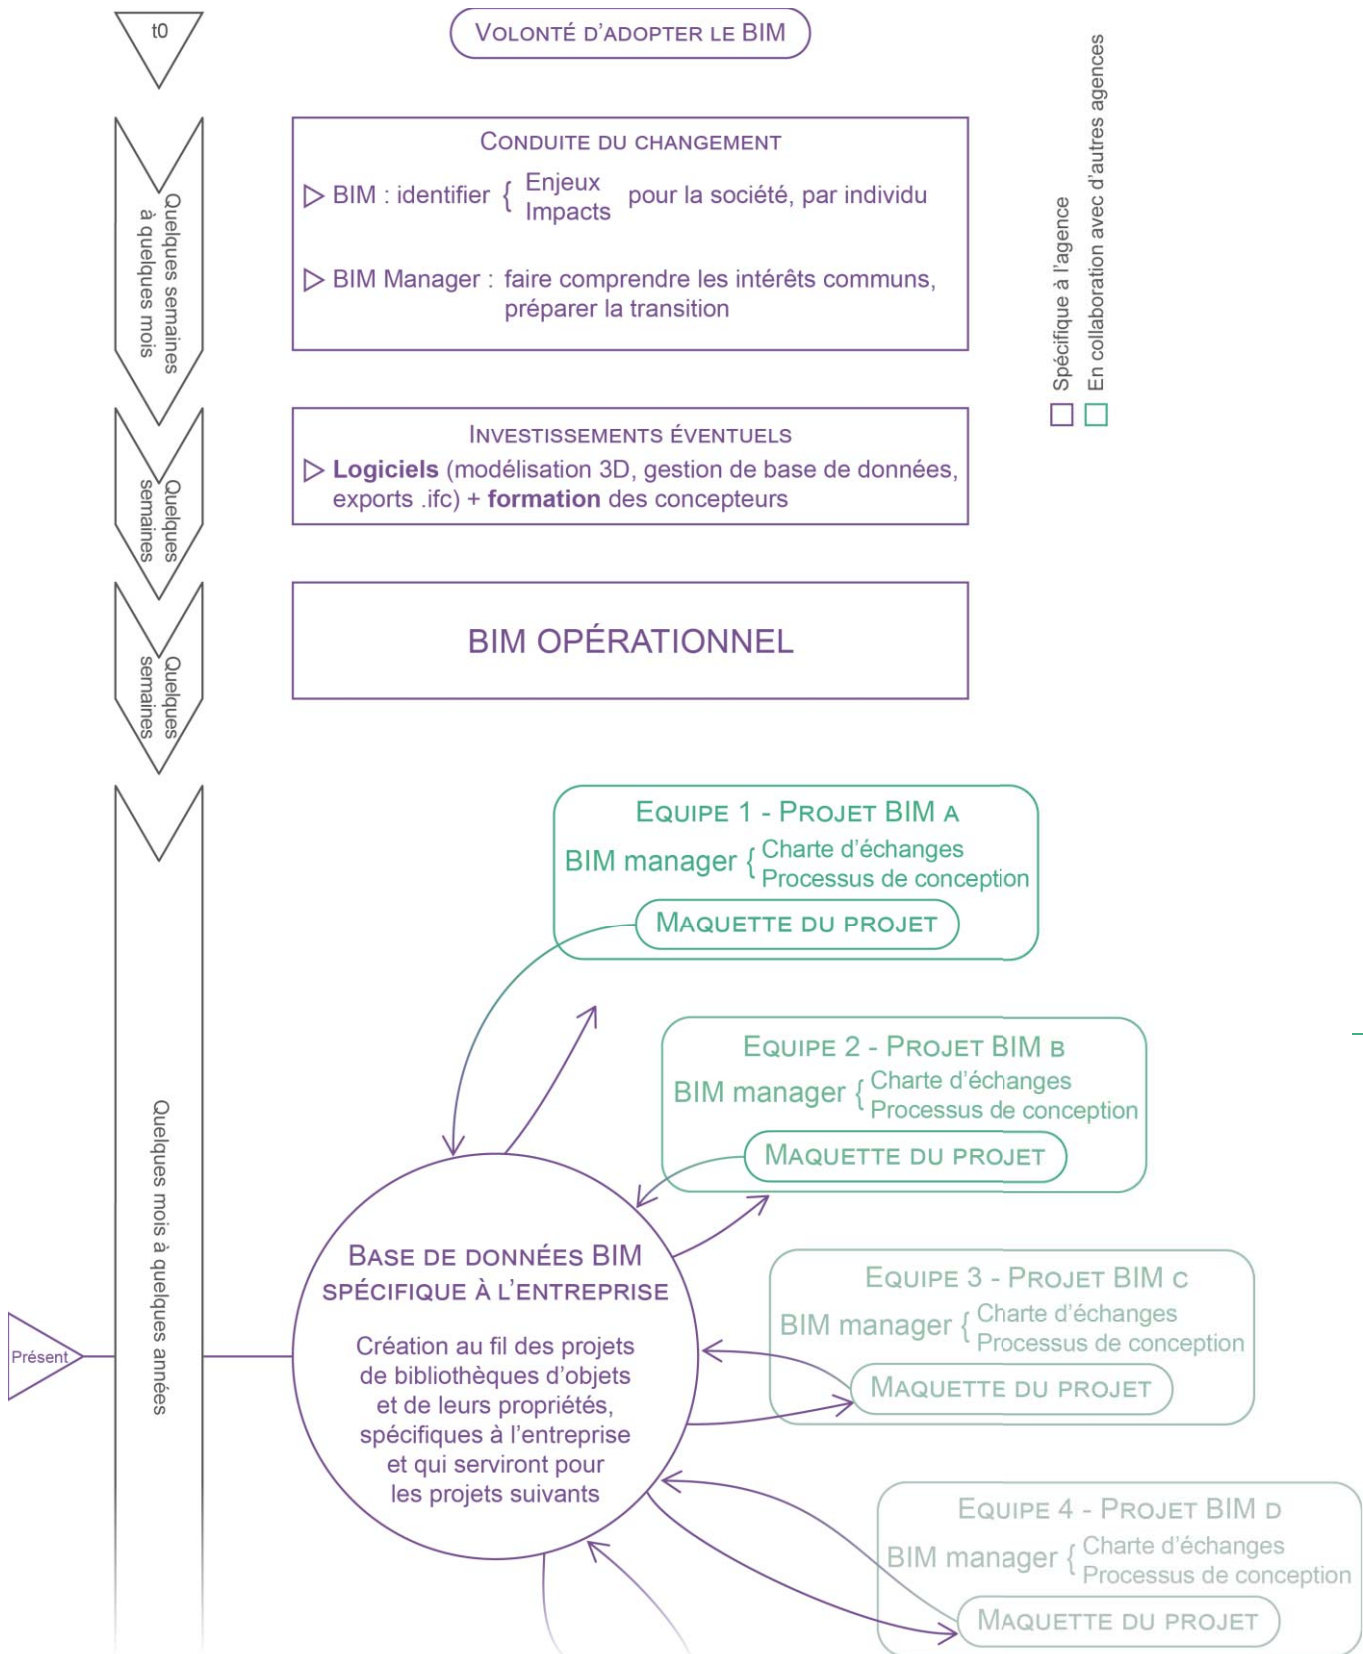 t0
VOLONTÉ D'ADOPTER LE BIM
Quelques semaines
à quelques mois
CONDUITE DU CHANGEMENT
BIM : identifier { Enjeux
Impacts pour la société, par individu
BIM Manager : faire comprendre les intérêts communs,
préparer la transition
Spécifique à l'agence
En collaboration avec d'autres agences
Quelques
semaines
INVESTISSEMENTS ÉVENTUELS
Logiciels (modélisation 3D, gestion de base de données,
exports .ifc) + formation des concepteurs
Quelques
semaines
BIM OPÉRATIONNEL
Quelques mois à quelques années
EQUIPE 1 - PROJET BIM A
BIM manager { Charte d'échanges
Processus de conception
MAQUETTE DU PROJET
EQUIPE 2 - PROJET BIM B
BIM manager { Charte d'échanges
Processus de conception
MAQUETTE DU PROJET
Présent
BASE DE DONNÉES BIM
SPÉCIFIQUE À L'ENTREPRISE
Création au fil des projets
de bibliothèques d'objets
et de leurs propriétés,
spécifiques à l'entreprise
et qui serviront pour
les projets suivants
EQUIPE 3 - PROJET BIM C
BIM manager { Charte d'échanges
Processus de conception
MAQUETTE DU PROJET
EQUIPE 4 - PROJET BIM D
BIM manager { Charte d'échanges
Processus de conception
MAQUETTE DU PROJET